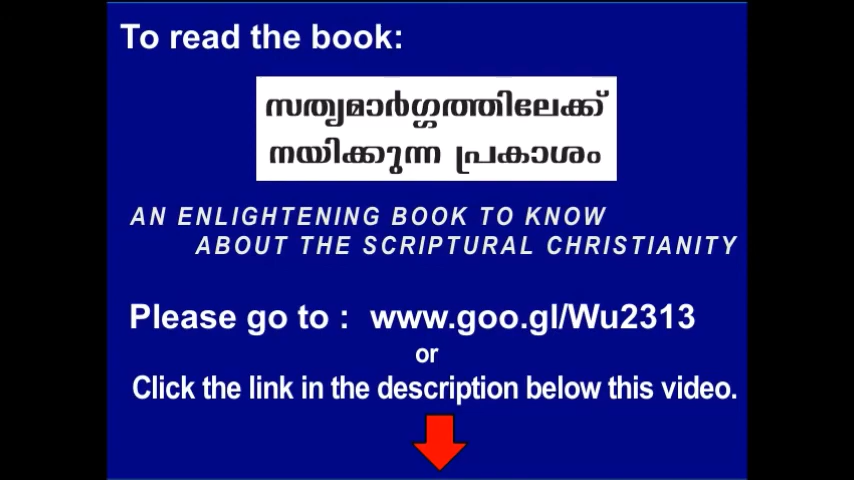 To read the book:
സത്യമാർഗ്ഗത്തിലേക്ക്
നയിക്കുന്ന പ്രകാശം
AN ENLIGHTENING BOOK TO KNOW
ABOUT THE SCRIPTURAL CHRISTIANITY
Please go to : www.goo.gl/Wu2313
or
Click the link in the description below this video.